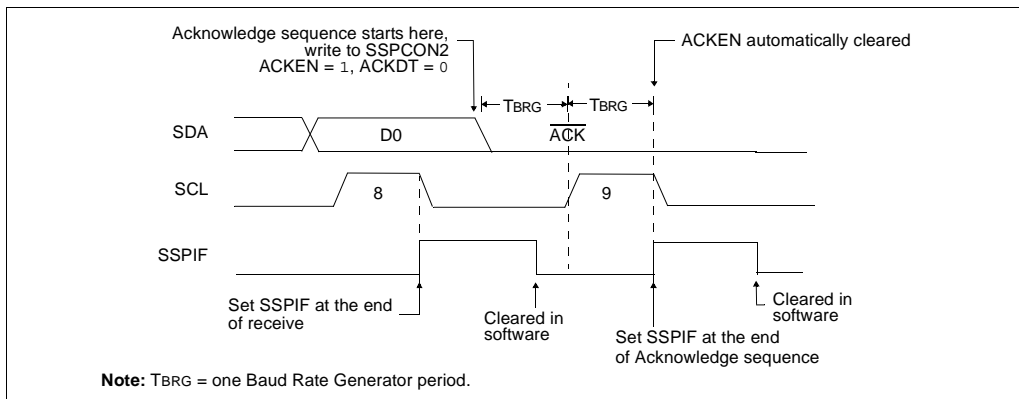 Acknowledge sequence starts here,
write to SSPCON2
ACKEN = 1, ACKDT = 0
ACKEN automatically cleared
TBRG
TBRG
SDA
D0
ACK
SCL
8
9
SSPIF
Set SSPIF at the end
of receive
Cleared in
software
Set SSPIF at the end
of Acknowledge sequence
Cleared in
software
Note: TBRG = one Baud Rate Generator period.